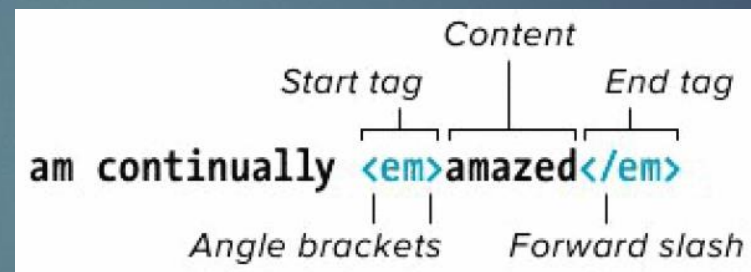 Content
Start tag End tag
am continually <em>amazed</em>
Angle brackets Forward slash